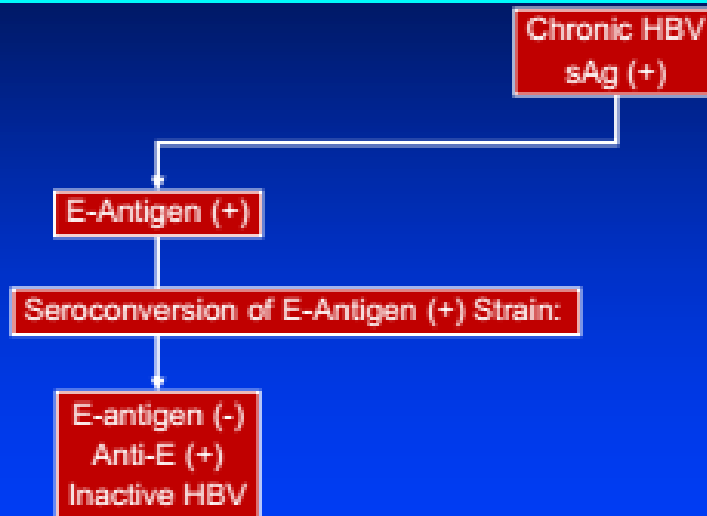 Chronic HBV
sAg (+)
E-Antigen (+)
Seroconversion of E-Antigen (+) Strain:
E-antigen (-)
Anti-E (+)
Inactive HBV